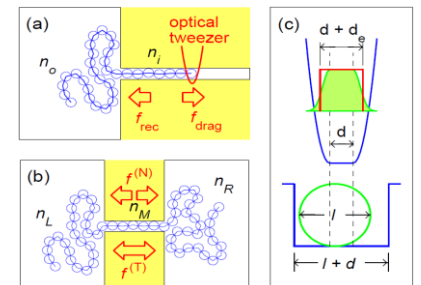 (a)
optical
tweezer
n_o
n_i
f_rec
f_drag
(b)
f^(N)
n_R
n_L
n_M
f^(T)
(c)
d + d_e
d
l
l + d